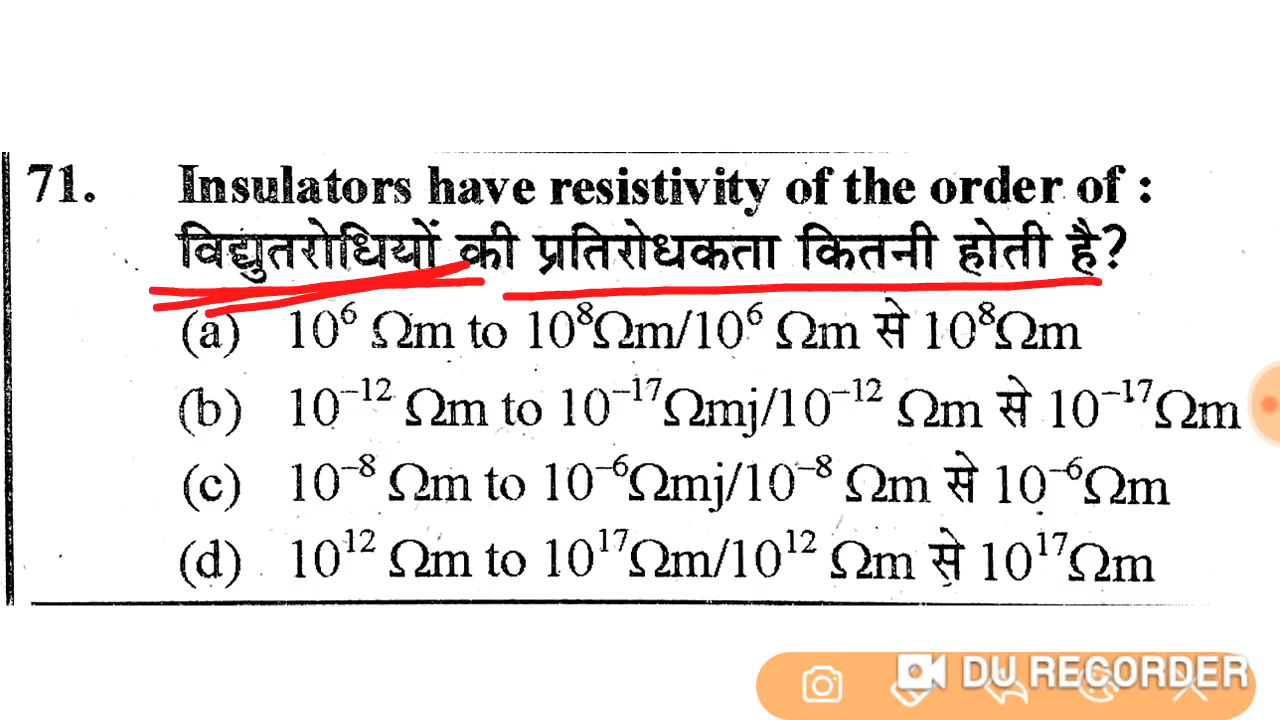 71. Insulators have resistivity of the order of :
विद्युतरोधियों की प्रतिरोधकता कितनी होती है?
(a) 10⁶ Ωm to 10⁸Ωm/10⁶ Ωm से 10⁸Ωm
(b) 10⁻¹² Ωm to 10⁻¹⁷Ωmj/10⁻¹² Ωm से 10⁻¹⁷Ωm
(c) 10⁻⁸ Ωm to 10⁻⁶Ωmj/10⁻⁸ Ωm से 10⁻⁶Ωm
(d) 10¹² Ωm to 10¹⁷Ωm/10¹² Ωm से 10¹⁷Ωm
DU RECORDER